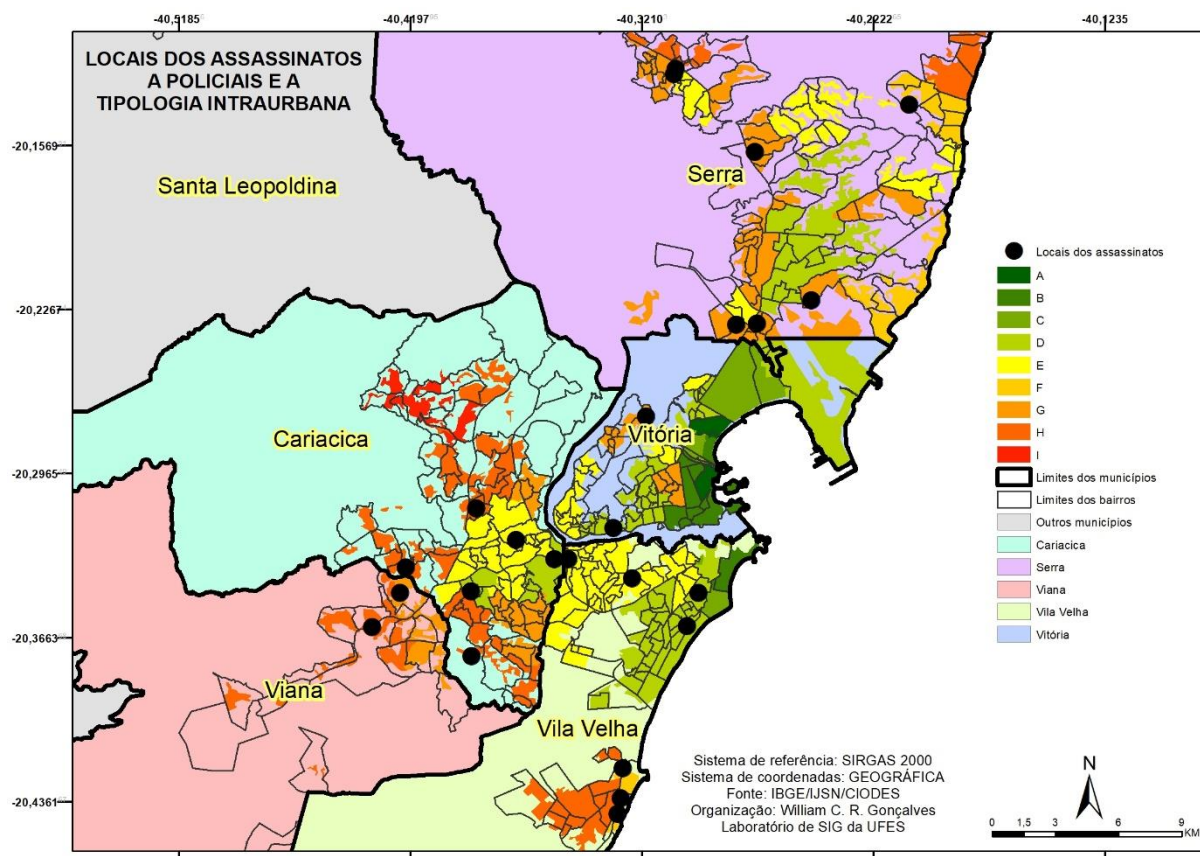 -40,5185
-40,4197
-40,3210
-40,2222
-40,1235
LOCAIS DOS ASSASSINATOS
A POLICIAIS E A
TIPOLOGIA INTRAURBANA
-20,1569
Santa Leopoldina
Serra
-20,2267
Locais dos assassinatos
A
B
C
D
E
F
G
H
I
Limites dos municípios
Limites dos bairros
Outros municípios
Cariacica
Serra
Viana
Vila Velha
Vitória
Cariacica
Vitória
-20,2965
-20,3663
Viana
Vila Velha
-20,4361
Sistema de referência: SIRGAS 2000
Sistema de coordenadas: GEOGRÁFICA
Fonte: IBGE/IJSN/CIODES
Organização: William C. R. Gonçalves
Laboratório de SIG da UFES
N
0 1,5 3 6 9
KM